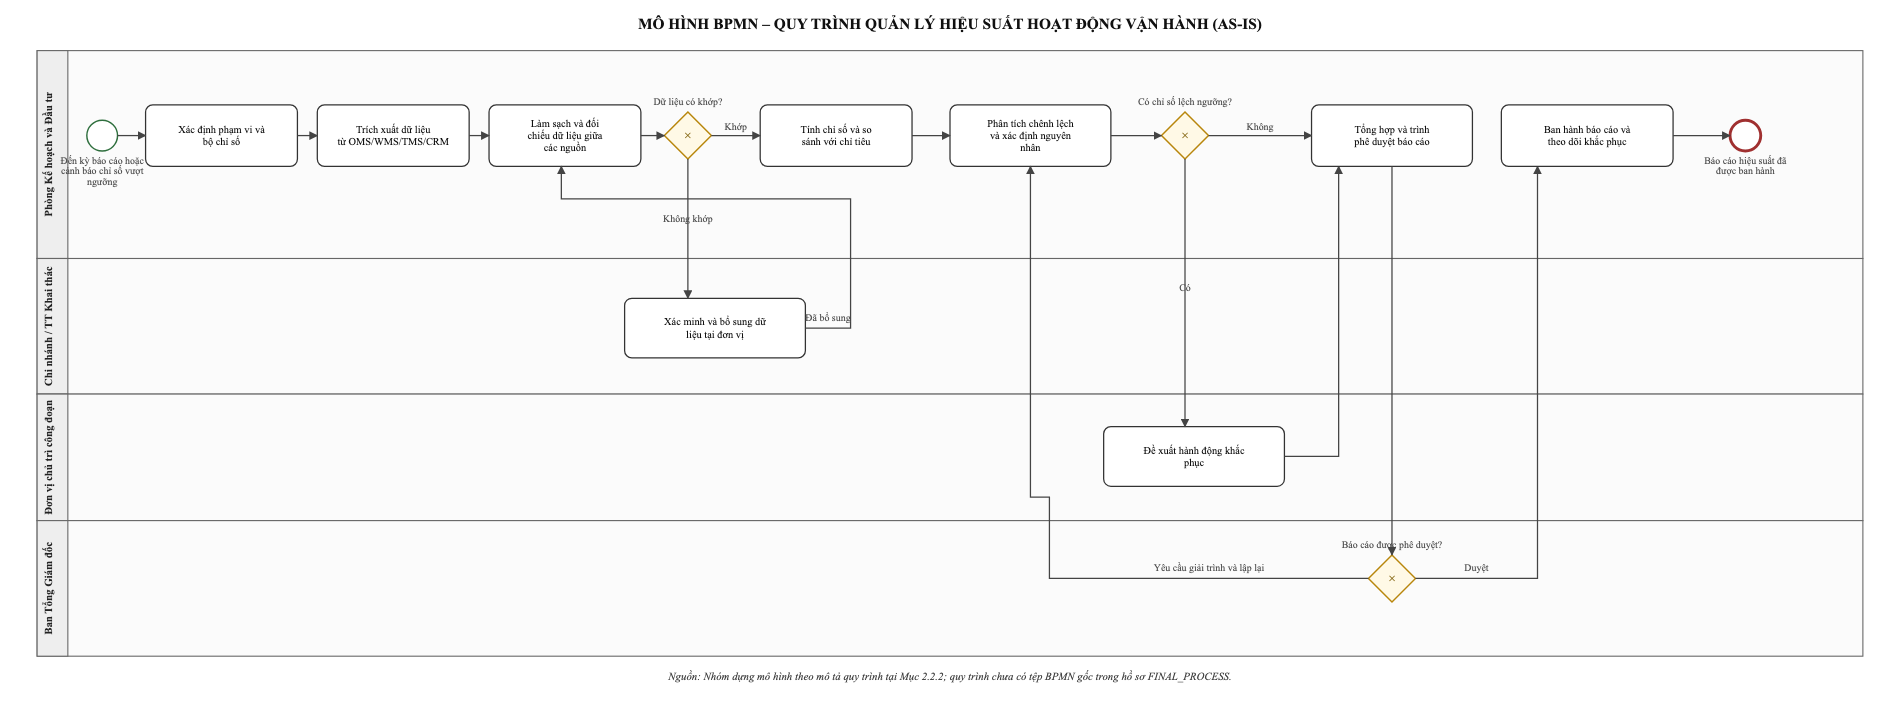 MÔ HÌNH BPMN – QUY TRÌNH QUẢN LÝ HIỆU SUẤT HOẠT ĐỘNG VẬN HÀNH (AS-IS)
Phòng Kế hoạch và Đầu tư
Đến kỳ báo cáo hoặc
cảnh báo chỉ số vượt
ngưỡng
Xác định phạm vi và
bộ chỉ số
Trích xuất dữ liệu
từ OMS/WMS/TMS/CRM
Làm sạch và đối
chiếu dữ liệu giữa
các nguồn
Dữ liệu có khớp?
Khớp
Không khớp
Tính chỉ số và so
sánh với chỉ tiêu
Phân tích chênh lệch
và xác định nguyên
nhân
Có chỉ số lệch ngưỡng?
Không
Có
Tổng hợp và trình
phê duyệt báo cáo
Ban hành báo cáo và
theo dõi khắc phục
Báo cáo hiệu suất đã
được ban hành
Chi nhánh / TT Khai thác
Xác minh và bổ sung dữ
liệu tại đơn vị
Đã bổ sung
Đơn vị chủ trì công đoạn
Đề xuất hành động khắc
phục
Ban Tổng Giám đốc
Báo cáo được phê duyệt?
Yêu cầu giải trình và lập lại
Duyệt
Nguồn: Nhóm dựng mô hình theo mô tả quy trình tại Mục 2.2.2; quy trình chưa có tệp BPMN gốc trong hồ sơ FINAL_PROCESS.